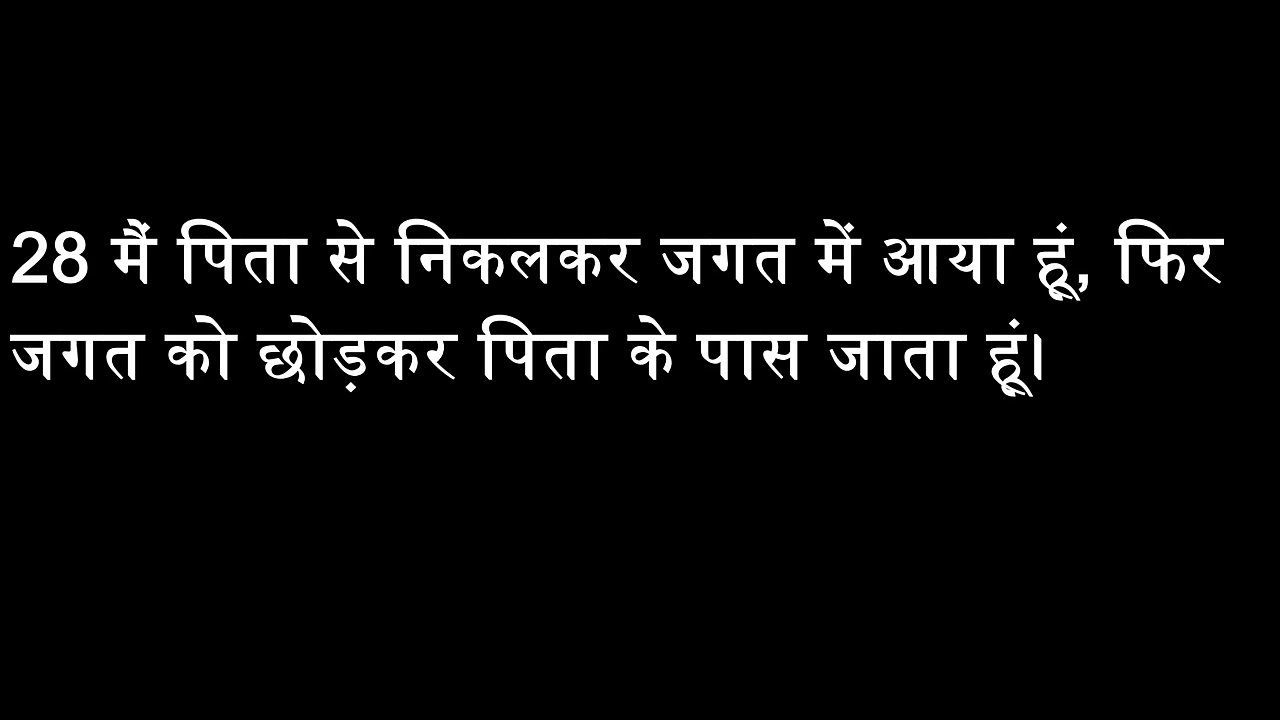 28 मैं पिता से निकलकर जगत में आया हूं, फिर
जगत को छोड़कर पिता के पास जाता हूं।